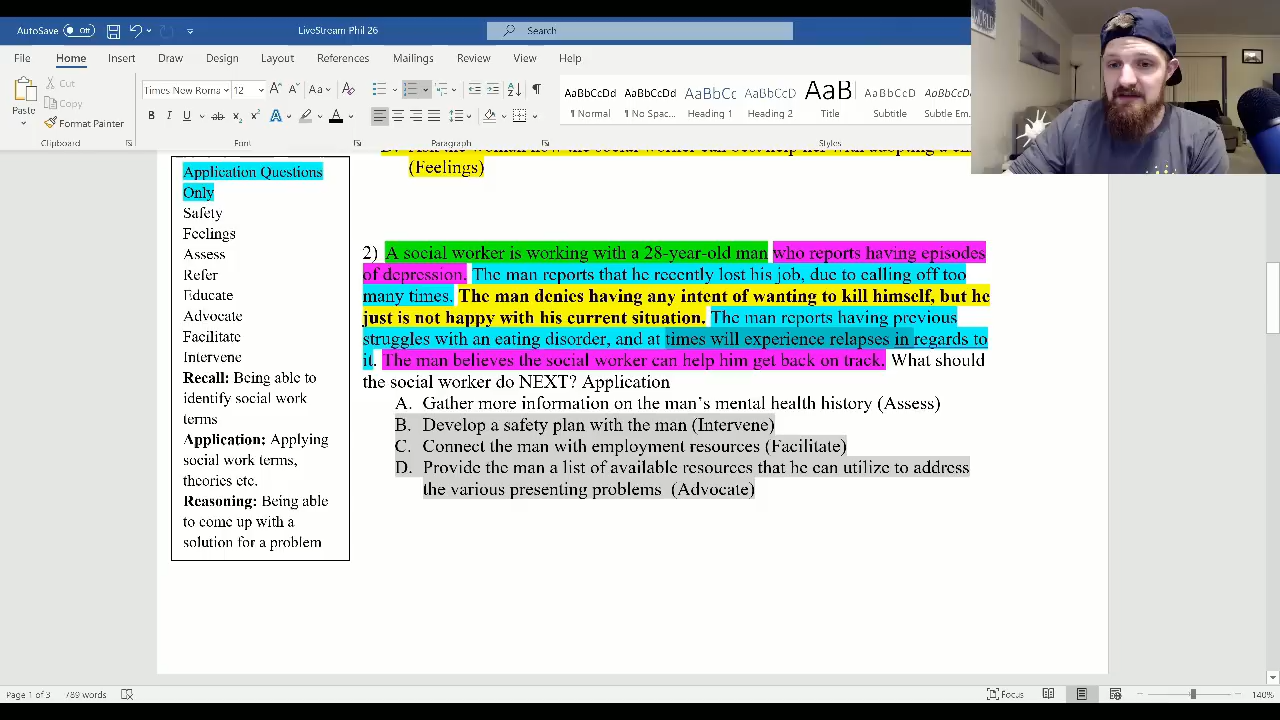 AutoSave Off
LiveStream Phil 26
Search
File Home Insert Draw Design Layout References Mailings Review View Help
Paste
Cut
Copy
Format Painter
Clipboard
Times New Roma 12
Font
Paragraph
AaBbCcDd AaBbCcDd AaBbCcD AaBbCcDd AaB AaBbCcDd
¶ Normal ¶ No Spac... Heading 1 Heading 2 Title Subtitle Subtle Em...
Styles
(Feelings)
Application Questions
Only
Safety
Feelings
Assess
Refer
Educate
Advocate
Facilitate
Intervene
Recall: Being able to
identify social work
terms
Application: Applying
social work terms,
theories etc.
Reasoning: Being able
to come up with a
solution for a problem
2) A social worker is working with a 28-year-old man who reports having episodes
of depression. The man reports that he recently lost his job, due to calling off too
many times. The man denies having any intent of wanting to kill himself, but he
just is not happy with his current situation. The man reports having previous
struggles with an eating disorder, and at times will experience relapses in regards to
it. The man believes the social worker can help him get back on track. What should
the social worker do NEXT? Application
A. Gather more information on the man's mental health history (Assess)
B. Develop a safety plan with the man (Intervene)
C. Connect the man with employment resources (Facilitate)
D. Provide the man a list of available resources that he can utilize to address
the various presenting problems (Advocate)
Page 1 of 3 789 words
Focus
140%